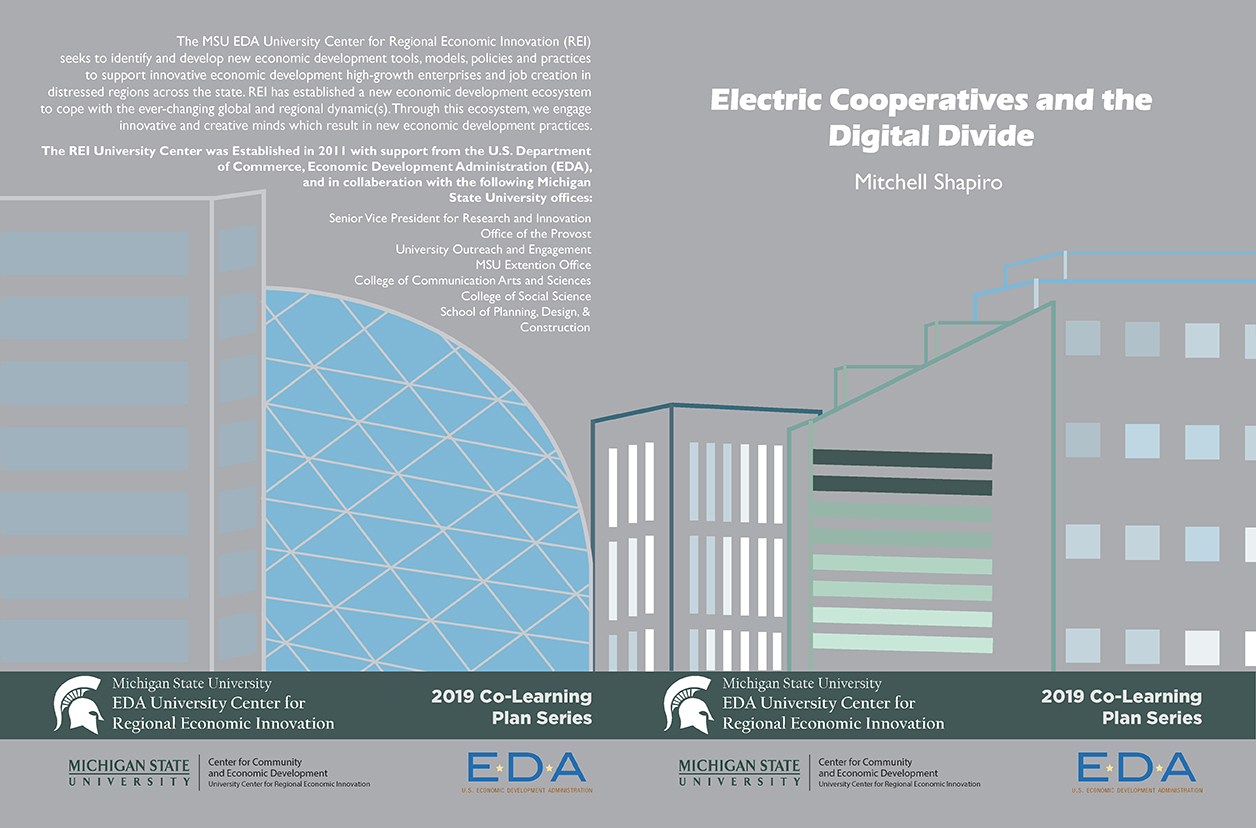 The MSU EDA University Center for Regional Economic Innovation (REI)
seeks to identify and develop new economic development tools, models, policies and practices
to support innovative economic development high-growth enterprises and job creation in
distressed regions across the state. REI has established a new economic development ecosystem
to cope with the ever-changing global and regional dynamic(s). Through this ecosystem, we engage
innovative and creative minds which result in new economic development practices.
The REI University Center was Established in 2011 with support from the U.S. Department
of Commerce, Economic Development Administration (EDA),
and in collaberation with the following Michigan
State University offices:
Senior Vice President for Research and Innovation
Office of the Provost
University Outreach and Engagement
MSU Extention Office
College of Communication Arts and Sciences
College of Social Science
School of Planning, Design, &
Construction
Electric Cooperatives and the
Digital Divide
Mitchell Shapiro
Michigan State University
EDA University Center for
Regional Economic Innovation
2019 Co-Learning
Plan Series
MICHIGAN STATE
UNIVERSITY
Center for Community
and Economic Development
University Center for Regional Economic Innovation
EDA
U.S. ECONOMIC DEVELOPMENT ADMINISTRATION
Michigan State University
EDA University Center for
Regional Economic Innovation
2019 Co-Learning
Plan Series
MICHIGAN STATE
UNIVERSITY
Center for Community
and Economic Development
University Center for Regional Economic Innovation
EDA
U.S. ECONOMIC DEVELOPMENT ADMINISTRATION